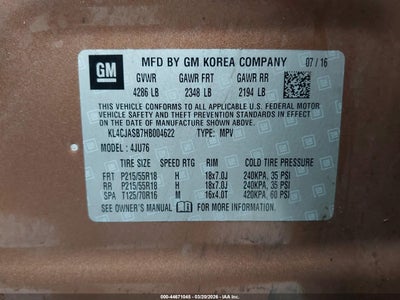 GM
MFD BY GM KOREA COMPANY 07/16
GVWR GAWR FRT GAWR RR
4286 LB 2348 LB 2194 LB
THIS VEHICLE CONFORMS TO ALL APPLICABLE U.S. FEDERAL MOTOR
VEHICLE SAFETY AND THEFT PREVENTION STANDARDS IN
EFFECT ON THE DATE OF MANUFACTURE SHOWN ABOVE.
KL4CJASB7HB004622 TYPE: MPV
MODEL: 4JU76
TIRE SIZE SPEED RTG RIM COLD TIRE PRESSURE
FRT P215/55R18 H 18x7.0J 240KPA, 35 PSI
RR P215/55R18 H 18x7.0J 240KPA, 35 PSI
SPA T125/70R16 M 16x4.0T 420KPA, 60 PSI
SEE OWNER'S MANUAL FOR MORE INFORMATION.
000-44671045 - 03/20/2026 - IAA Inc.